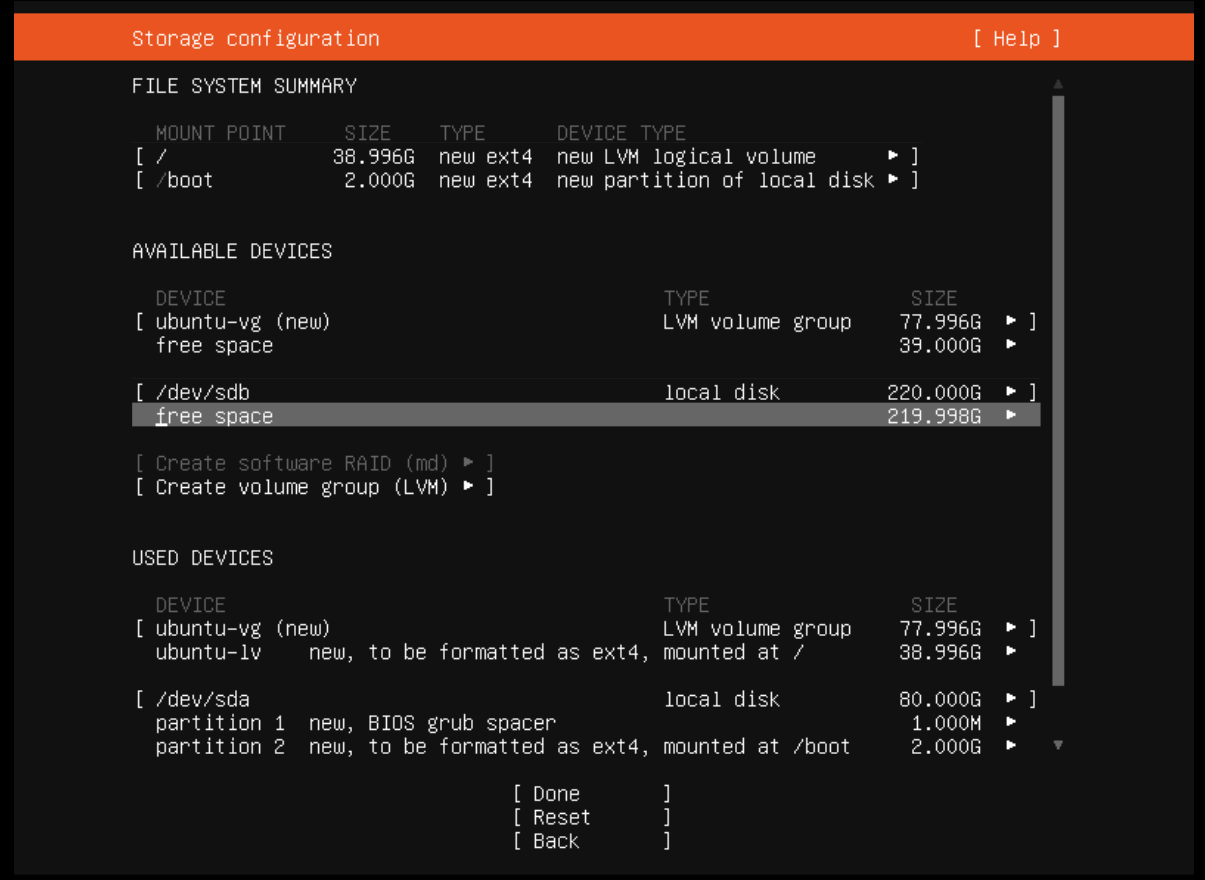 Storage configuration [ Help ]
FILE SYSTEM SUMMARY
MOUNT POINT SIZE TYPE DEVICE TYPE
[ / 38.996G new ext4 new LVM logical volume ▸ ]
[ /boot 2.000G new ext4 new partition of local disk ▸ ]
AVAILABLE DEVICES
DEVICE TYPE SIZE
[ ubuntu-vg (new) LVM volume group 77.996G ▸ ]
free space 39.000G ▸
[ /dev/sdb local disk 220.000G ▸ ]
free space 219.998G ▸
[ Create software RAID (md) ▸ ]
[ Create volume group (LVM) ▸ ]
USED DEVICES
DEVICE TYPE SIZE
[ ubuntu-vg (new) LVM volume group 77.996G ▸ ]
ubuntu-lv new, to be formatted as ext4, mounted at / 38.996G ▸
[ /dev/sda local disk 80.000G ▸ ]
partition 1 new, BIOS grub spacer 1.000M ▸
partition 2 new, to be formatted as ext4, mounted at /boot 2.000G ▸
[ Done ]
[ Reset ]
[ Back ]